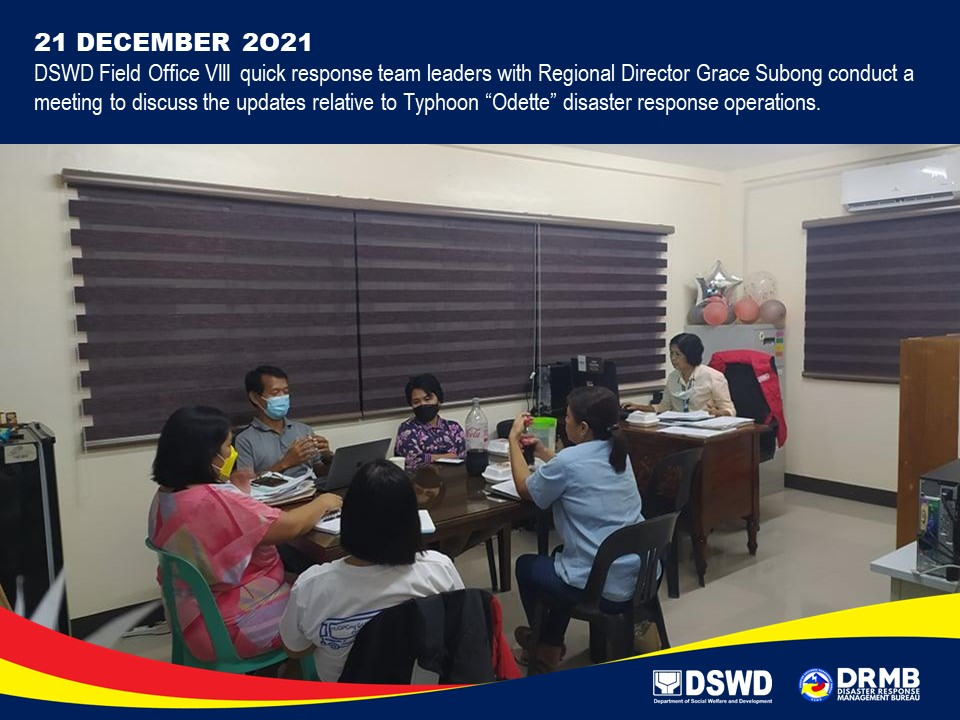 21 DECEMBER 2O21
DSWD Field Office VIII quick response team leaders with Regional Director Grace Subong conduct a
meeting to discuss the updates relative to Typhoon “Odette” disaster response operations.
DSWD
Department of Social Welfare and Development
DRMB
DISASTER RESPONSE
MANAGEMENT BUREAU